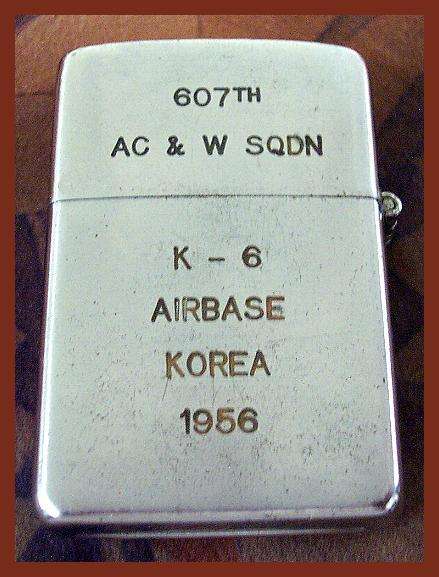 607TH
AC & W SQDN
K - 6
AIRBASE
KOREA
1956